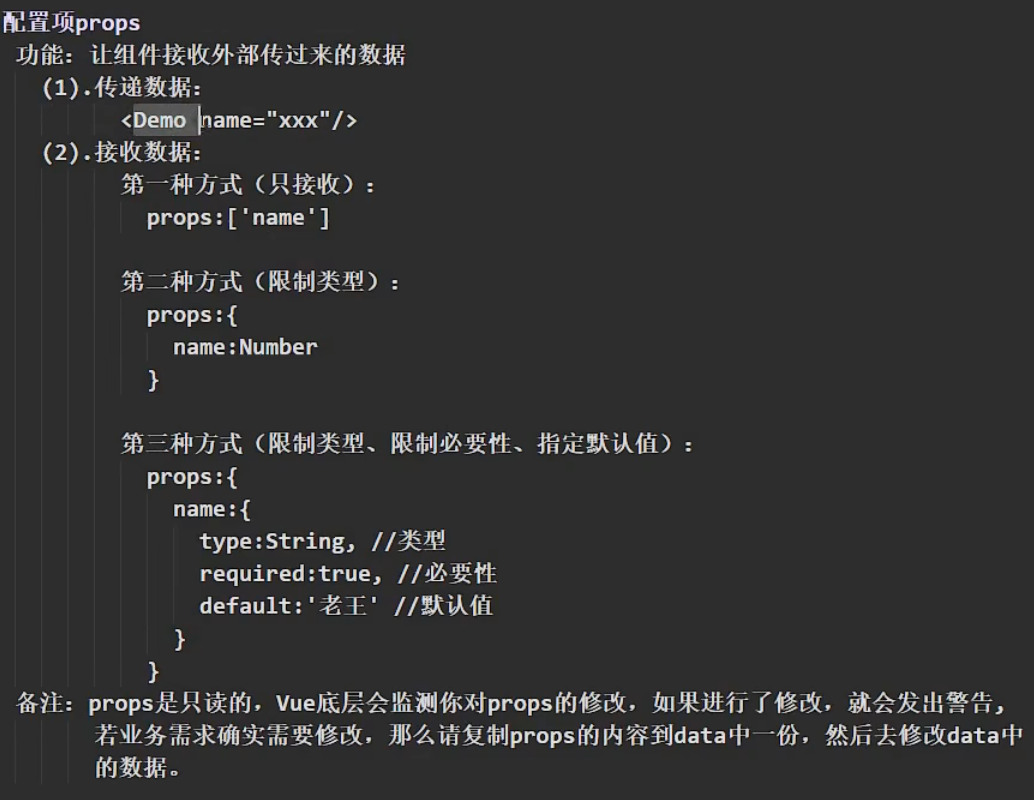 配置项props
功能：让组件接收外部传过来的数据
(1).传递数据：
<Demo name="xxx"/>
(2).接收数据：
第一种方式（只接收）：
props:['name']
第二种方式（限制类型）：
props:{
name:Number
}
第三种方式（限制类型、限制必要性、指定默认值）：
props:{
name:{
type:String, //类型
required:true, //必要性
default:'老王' //默认值
}
}
备注：props是只读的，Vue底层会监测你对props的修改，如果进行了修改，就会发出警告，
若业务需求确实需要修改，那么请复制props的内容到data中一份，然后去修改data中
的数据。